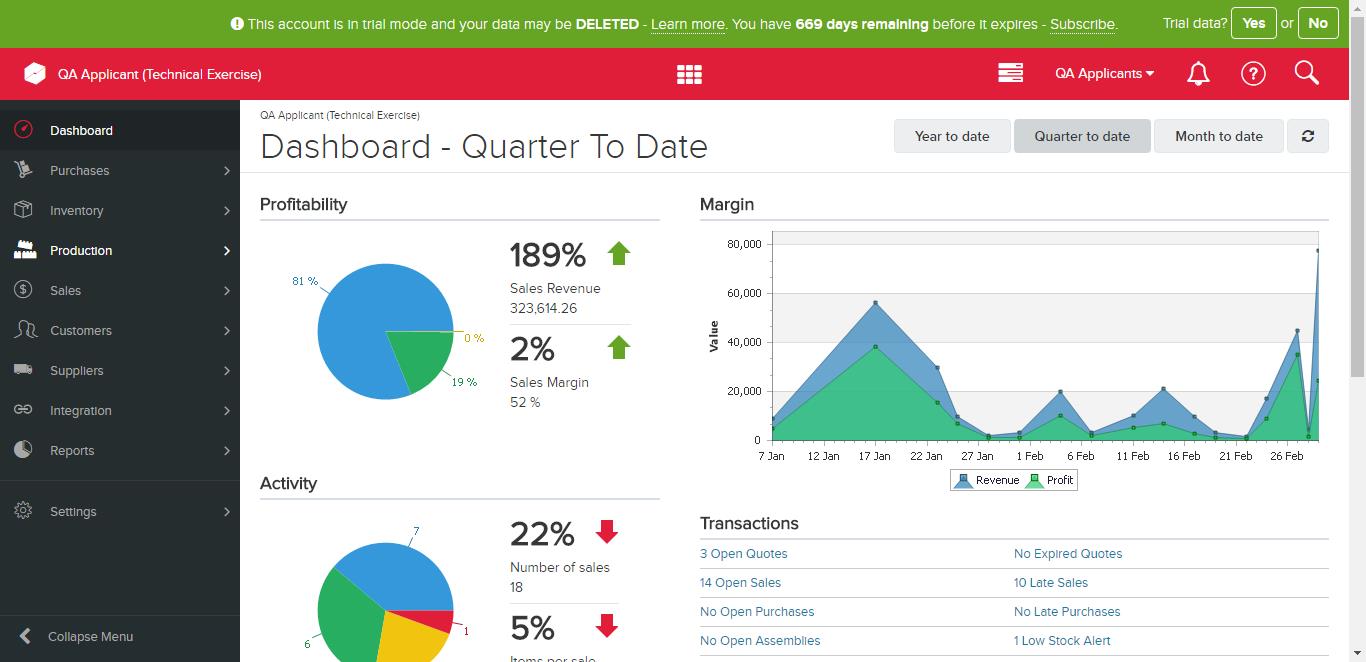 This account is in trial mode and your data may be DELETED - Learn more. You have 669 days remaining before it expires - Subscribe.
Trial data? Yes or No
QA Applicant (Technical Exercise)
QA Applicants
?
Dashboard
Purchases
Inventory
Production
Sales
Customers
Suppliers
Integration
Reports
Settings
Collapse Menu
QA Applicant (Technical Exercise)
Dashboard - Quarter To Date
Year to date
Quarter to date
Month to date
Profitability
81 %
0 %
19 %
189%
Sales Revenue
323,614.26
2%
Sales Margin
52 %
Margin
Value
80,000
60,000
40,000
20,000
0
7 Jan 12 Jan 17 Jan 22 Jan 27 Jan 1 Feb 6 Feb 11 Feb 16 Feb 21 Feb 26 Feb
Revenue Profit
Activity
7
6
1
22%
Number of sales
18
5%
Items per sale
Transactions
3 Open Quotes No Expired Quotes
14 Open Sales 10 Late Sales
No Open Purchases No Late Purchases
No Open Assemblies 1 Low Stock Alert